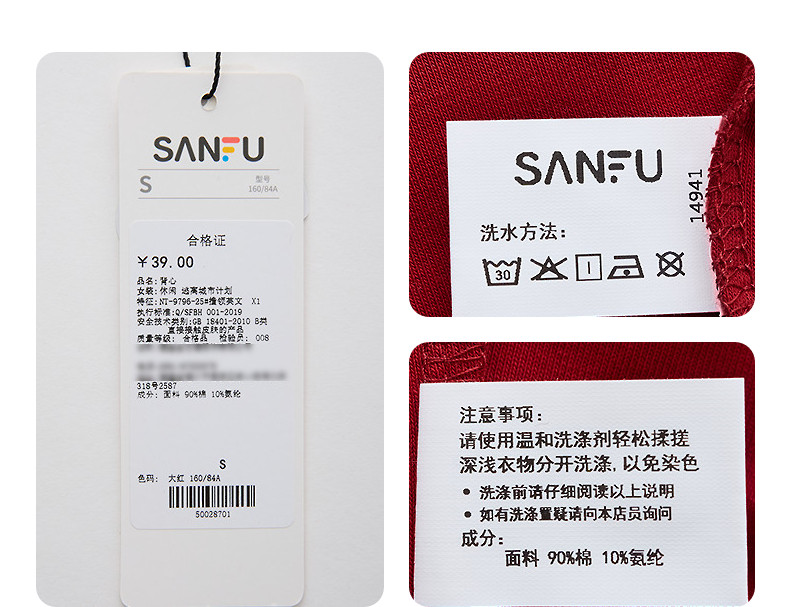 SANFU
S
型号
160/84A
合格证
￥39.00
品名:背心
女装:休闲 逃离城市计划
特征:NT-9796-25#撞领英文 X1
执行标准:Q/SFBH 001-2019
安全技术类别:GB 18401-2010 B类
直接接触皮肤的产品
质量等级: 合格品 检验员: 008
318号2587
成分: 面料 90%棉 10%氨纶
S
色码: 大红 160/84A
50028701
SANFU
14941
洗水方法:
30
注意事项:
请使用温和洗涤剂轻松揉搓
深浅衣物分开洗涤,以免染色
• 洗涤前请仔细阅读以上说明
• 如有洗涤置疑请向本店员询问
成分:
面料 90%棉 10%氨纶